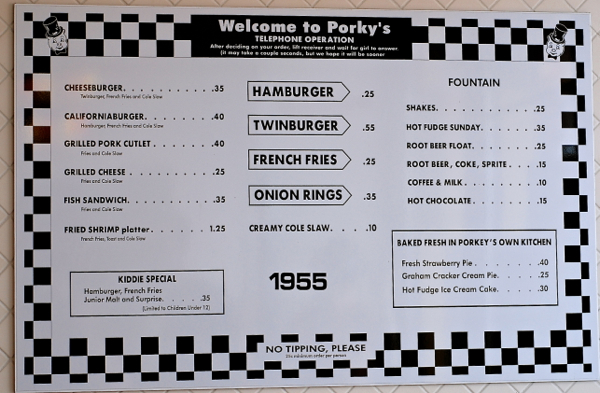 Welcome to Porky's
TELEPHONE OPERATION
After deciding on your order, lift receiver and wait for girl to answer.
(it may take a couple seconds, but we hope it will be sooner
CHEESEBURGER. . . . . . . . . . .35
Twinburger, French Fries and Cole Slaw
CALIFORNIABURGER. . . . . . . .40
Hamburger, French Fries and Cole Slaw
GRILLED PORK CUTLET . . . . . . .40
Fries and Cole Slaw
GRILLED CHEESE . . . . . . . . . .25
Fries and Cole Slaw
FISH SANDWICH. . . . . . . . . . .35
Fries and Cole Slaw
FRIED SHRIMP platter. . . . . . . 1.25
French Fries, Toast and Cole Slaw
KIDDIE SPECIAL
Hamburger, French Fries
Junior Malt and Surprise. . . . . .35
(Limited to Children Under 12)
HAMBURGER .25
TWINBURGER .55
FRENCH FRIES .25
ONION RINGS .35
CREAMY COLE SLAW. . . . . .10
1955
FOUNTAIN
SHAKES. . . . . . . . . . . . .25
HOT FUDGE SUNDAY. . . . . . . .35
ROOT BEER FLOAT. . . . . . . . .25
ROOT BEER, COKE, SPRITE . . . .15
COFFEE & MILK . . . . . . . . .10
HOT CHOCOLATE. . . . . . . . .15
BAKED FRESH IN PORKEY'S OWN KITCHEN
Fresh Strawberry Pie . . . . . . . .40
Graham Cracker Cream Pie. . . . . .25
Hot Fudge Ice Cream Cake. . . . . .30
NO TIPPING, PLEASE
minimum order per person